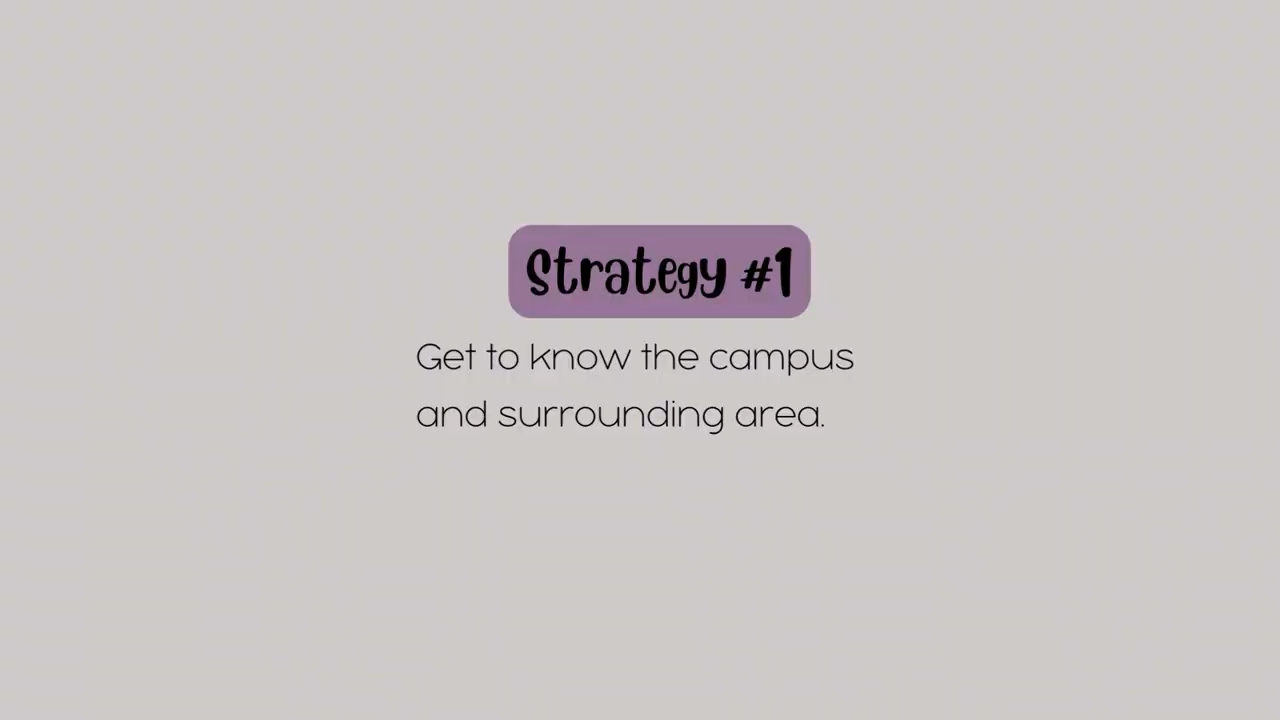 Strategy #1
Get to know the campus
and surrounding area.